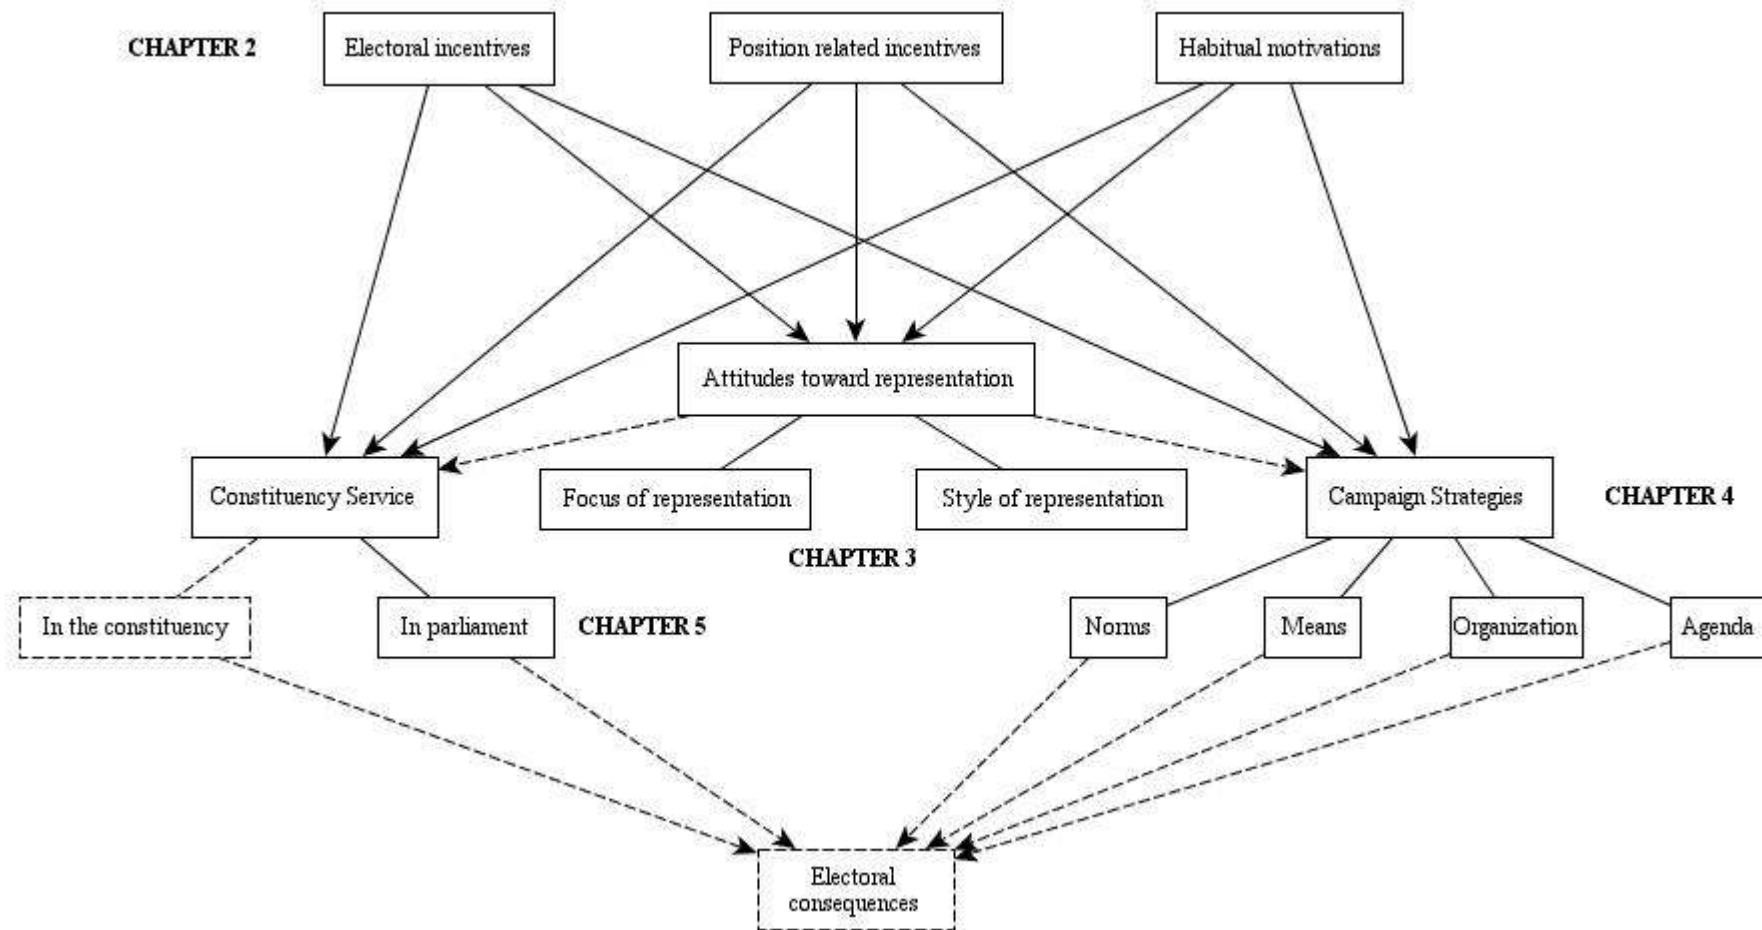 CHAPTER 2
Electoral incentives
Position related incentives
Habitual motivations
Attitudes toward representation
Constituency Service
Focus of representation
Style of representation
Campaign Strategies
CHAPTER 4
CHAPTER 3
In the constituency
In parliament
CHAPTER 5
Norms
Means
Organization
Agenda
Electoral
consequences